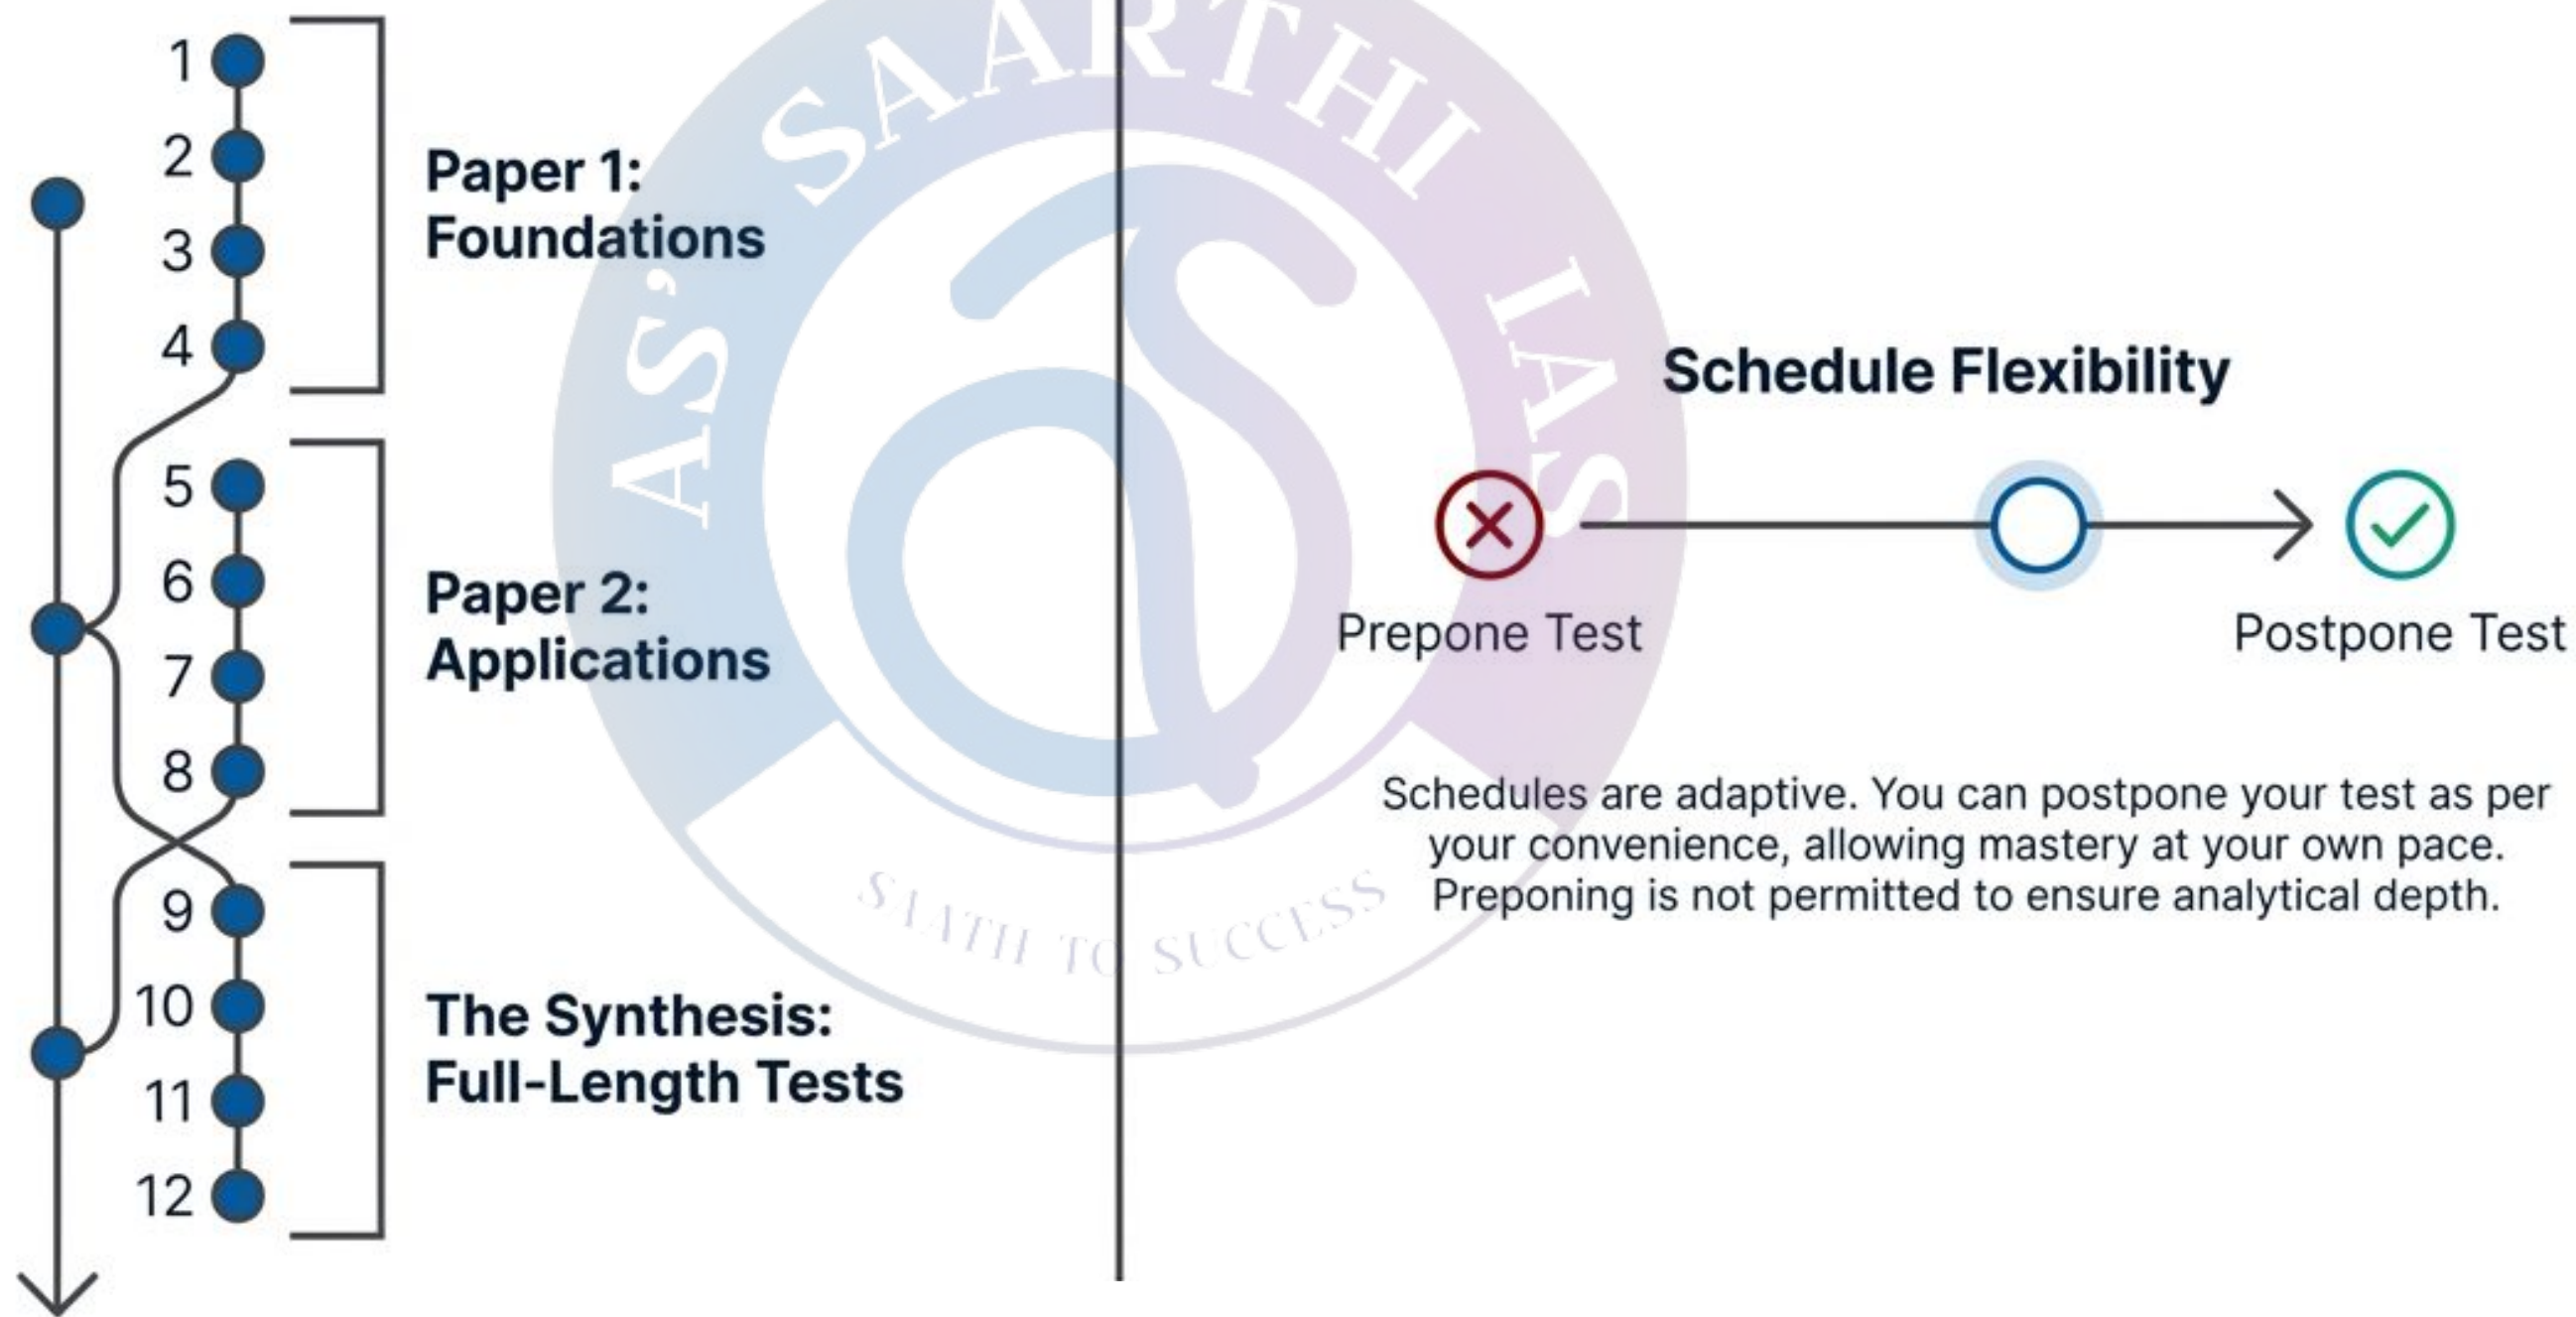 1
2
3
4
Paper 1:
Foundations
5
6
7
8
Paper 2:
Applications
9
10
11
12
The Synthesis:
Full-Length Tests
AS' SAARTHI IAS
SAATH TO SUCCESS
Schedule Flexibility
Prepone Test
Postpone Test
Schedules are adaptive. You can postpone your test as per
your convenience, allowing mastery at your own pace.
Preponing is not permitted to ensure analytical depth.